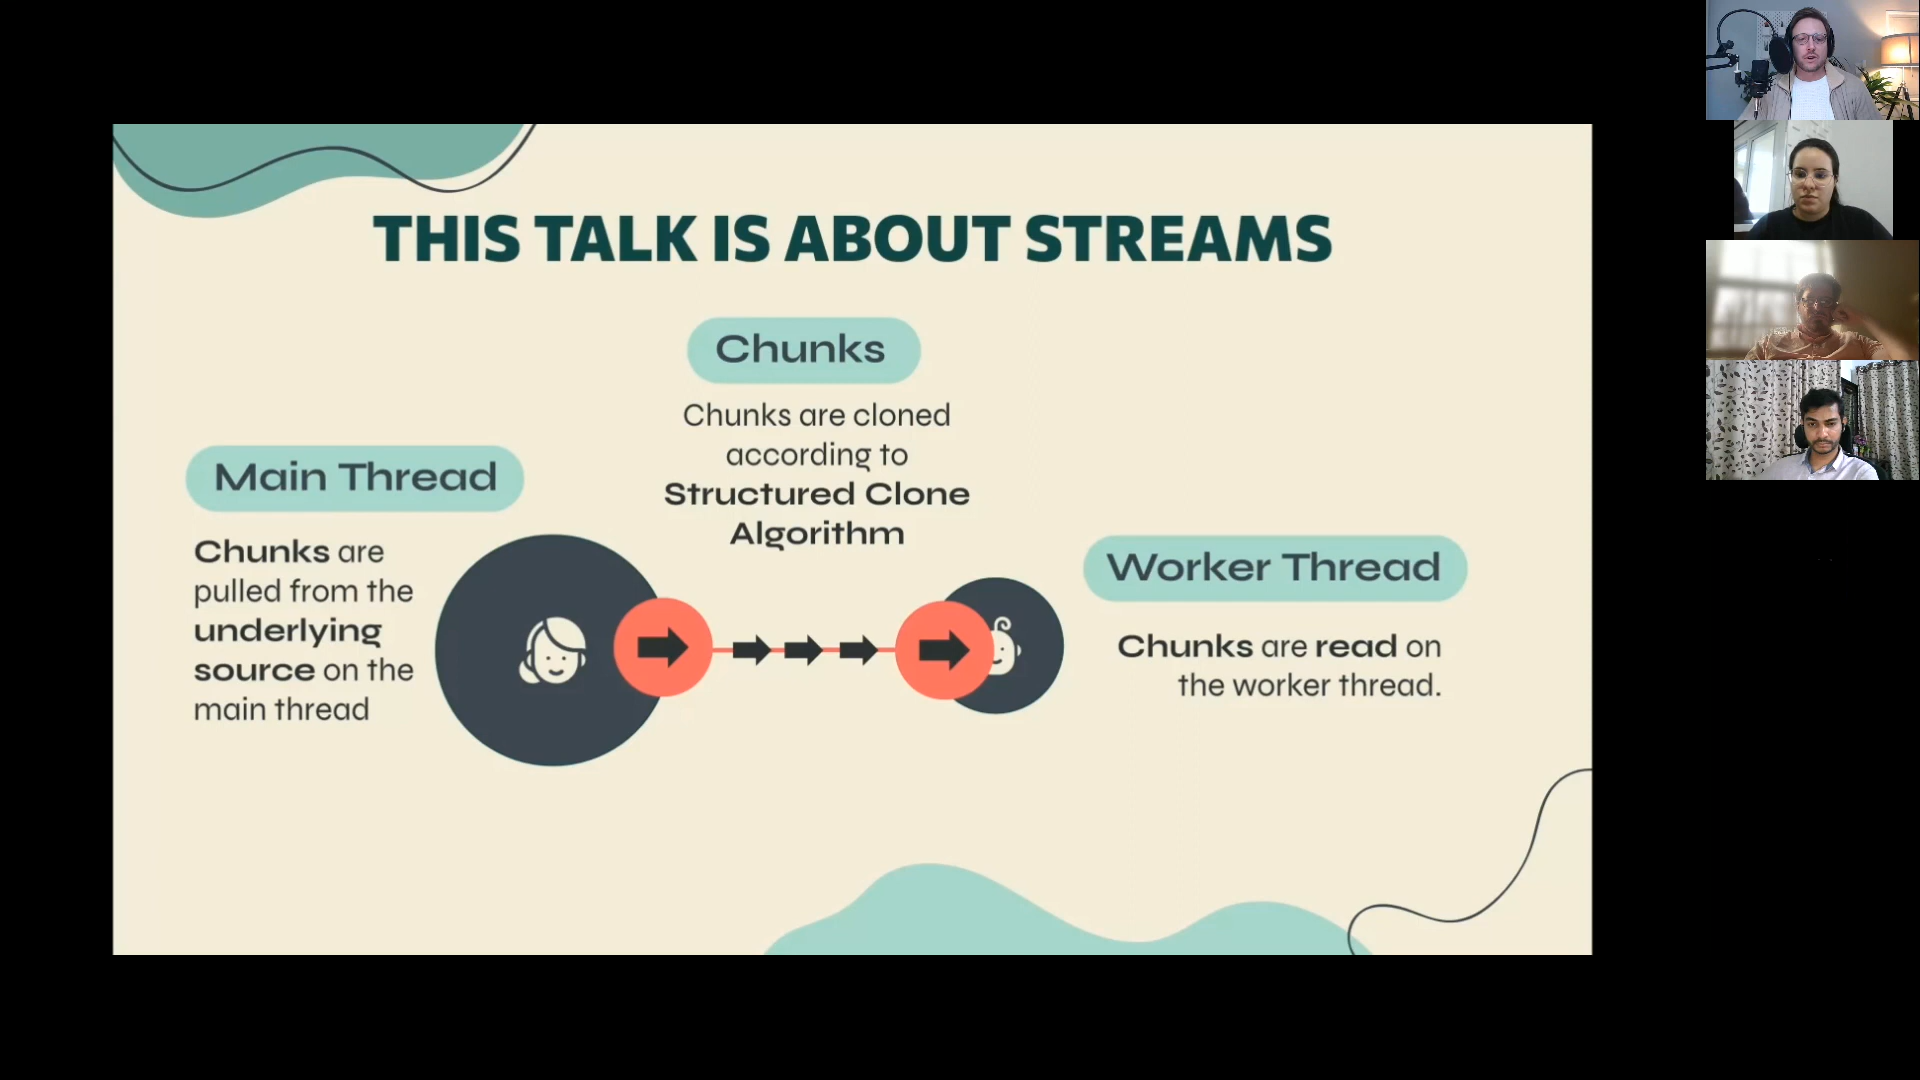 THIS TALK IS ABOUT STREAMS
Chunks
Chunks are cloned
according to
Structured Clone
Algorithm
Main Thread
Chunks are
pulled from the
underlying
source on the
main thread
Worker Thread
Chunks are read on
the worker thread.